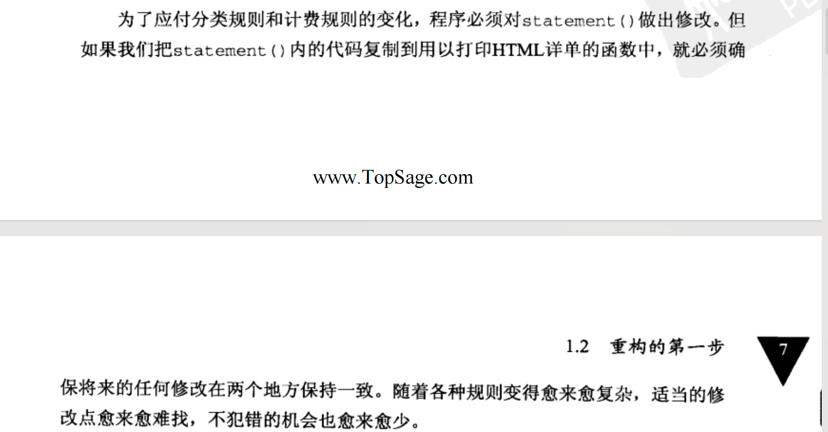 为了应付分类规则和计费规则的变化，程序必须对statement()做出修改。但
如果我们把statement()内的代码复制到用以打印HTML详单的函数中，就必须确
www.TopSage.com
1.2 重构的第一步
7
保将来的任何修改在两个地方保持一致。随着各种规则变得愈来愈复杂，适当的修
改点愈来愈难找，不犯错的机会也愈来愈少。